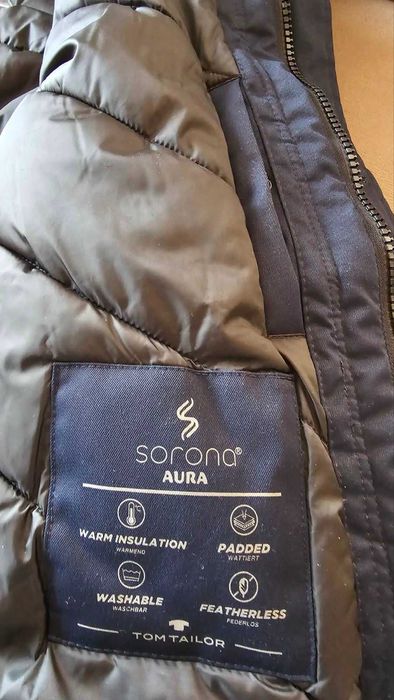 sorona®
AURA
WARM INSULATION
WÄRMEND
PADDED
WATTIERT
WASHABLE
WASCHBAR
FEATHERLESS
FEDERLOS
TOM TAILOR